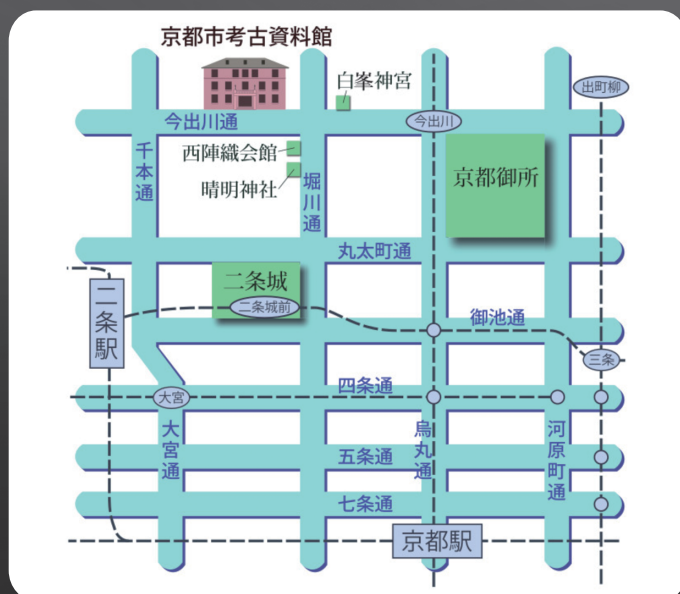 京都市考古資料館
白峯神宮
出町柳
今出川通
今出川
千本通
西陣織会館
晴明神社
堀川通
京都御所
丸太町通
二条城
二条城前
二条駅
御池通
三条
四条通
大宮
大宮通
烏丸通
河原町通
五条通
七条通
京都駅